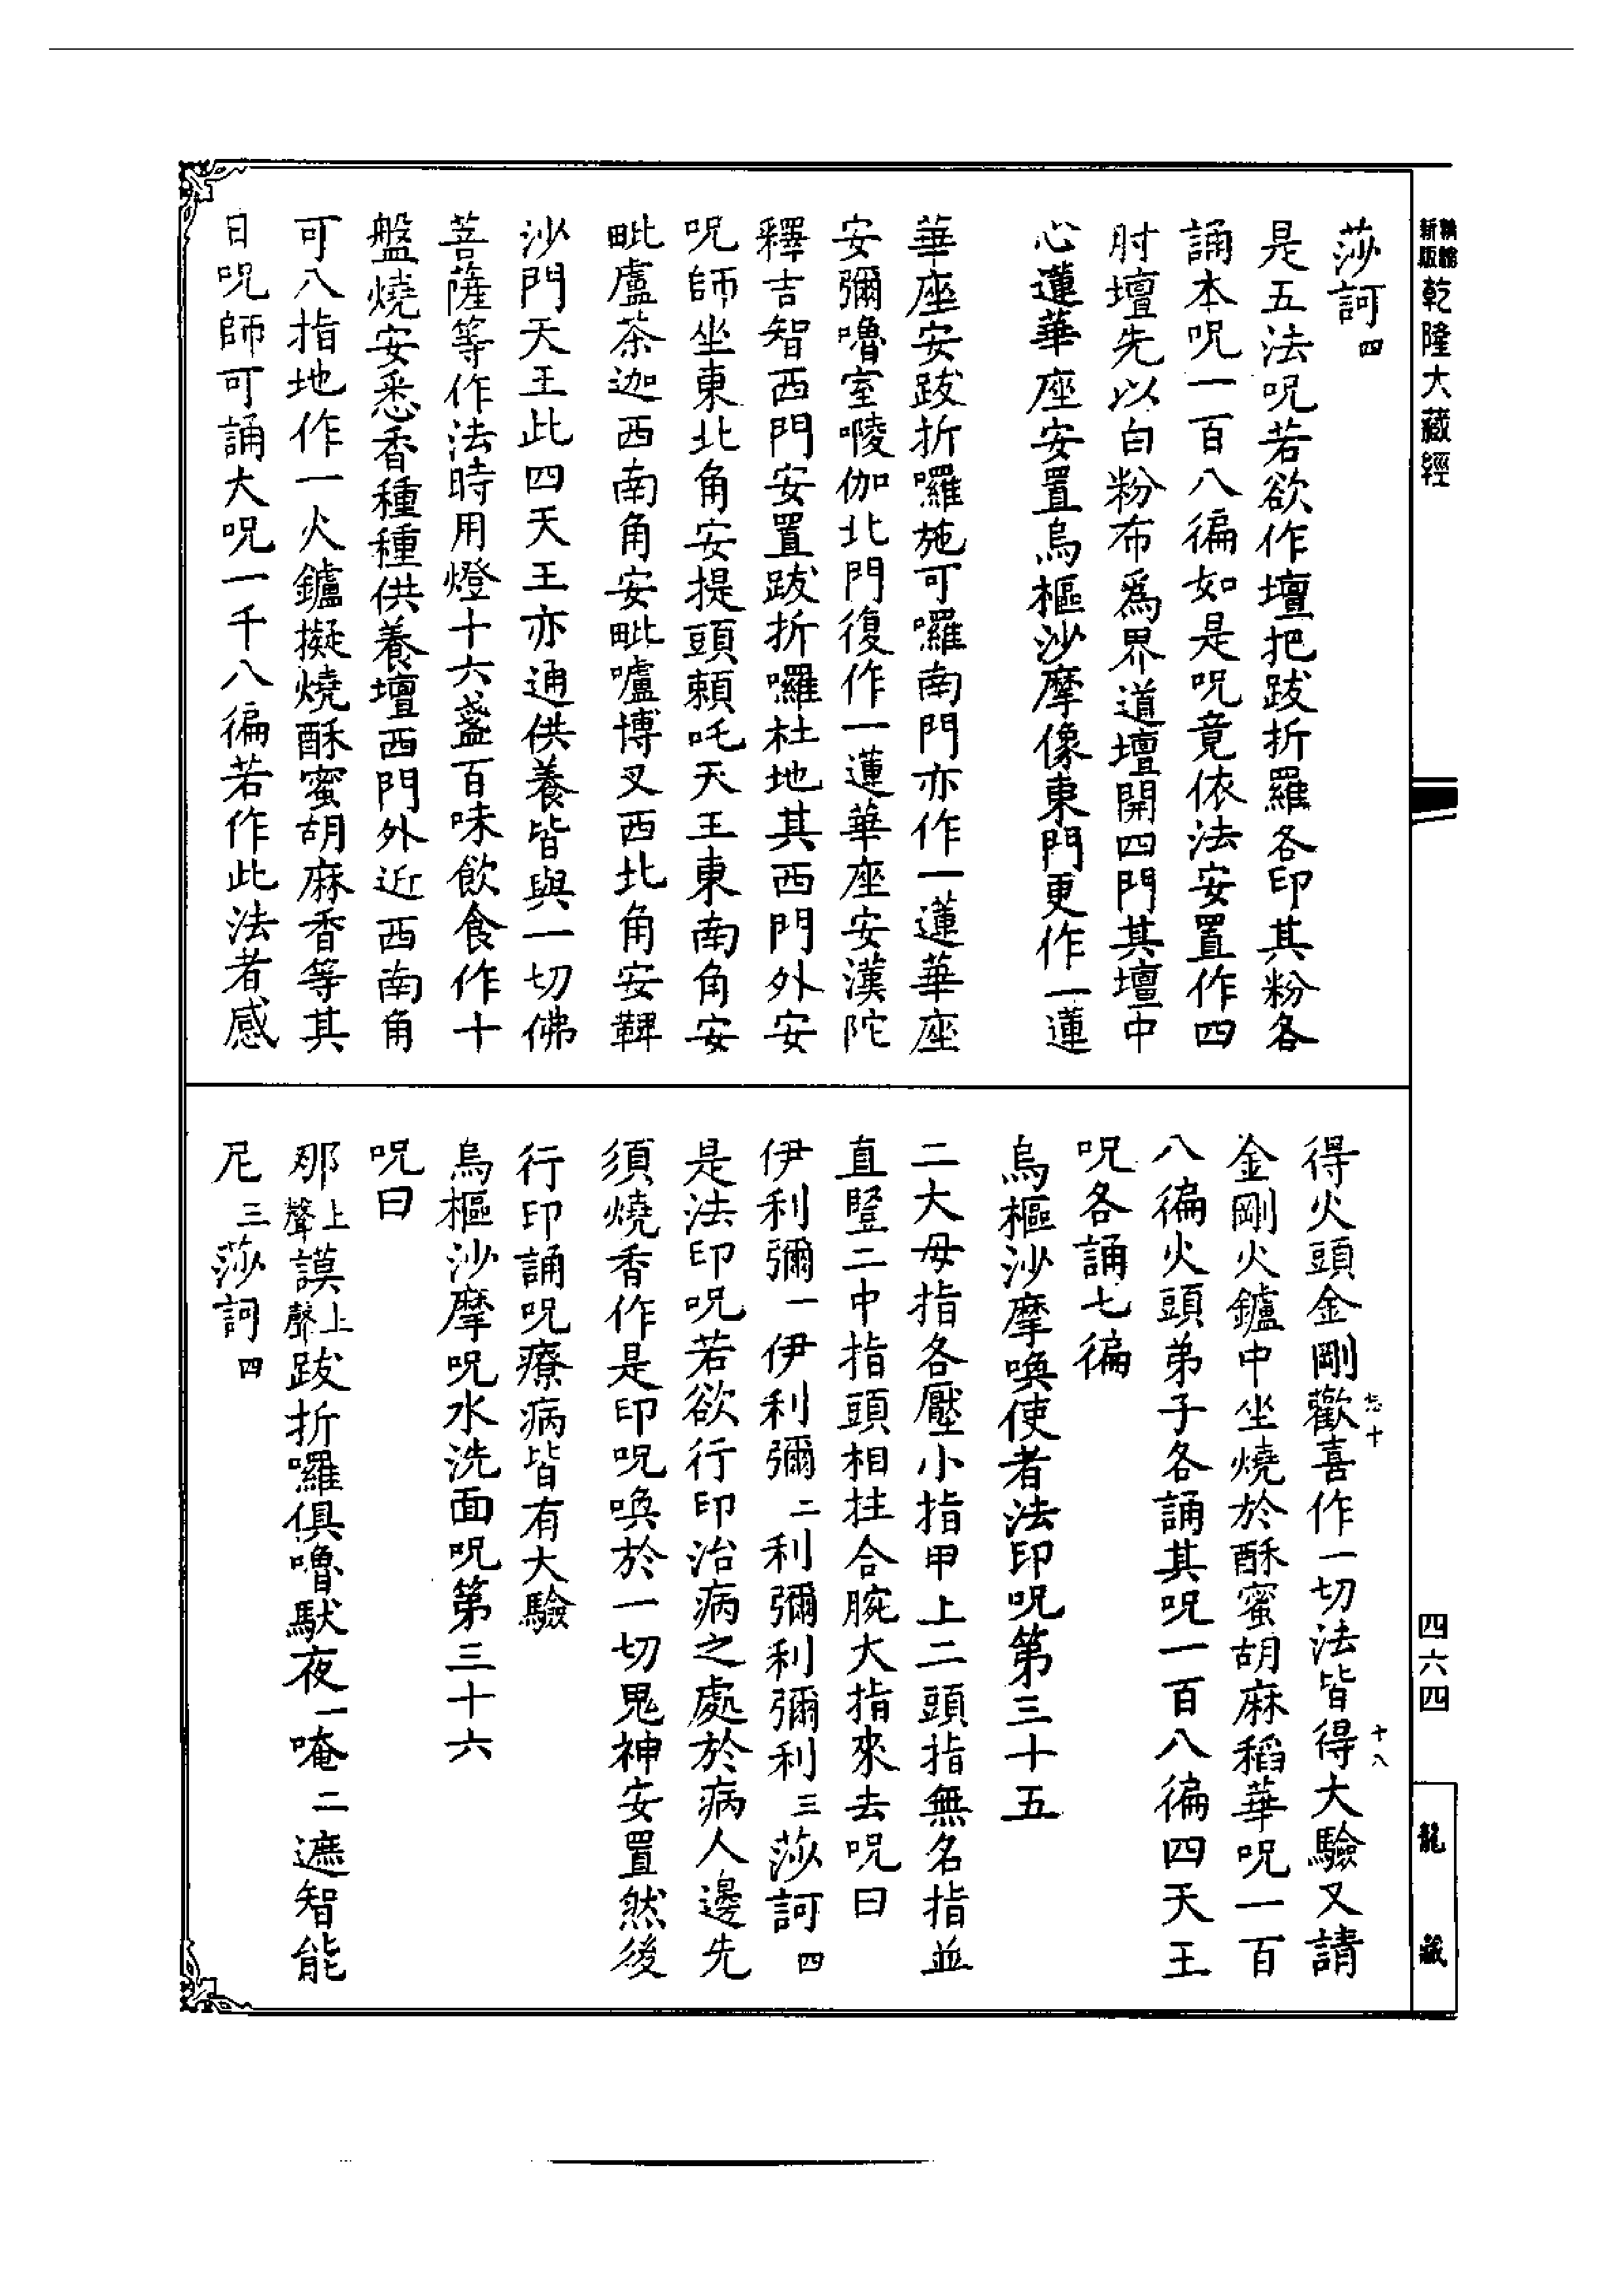 新版
乾隆大藏經
四六四
龍藏
莎訶四
是五法呪若欲作壇把跋折羅各印其粉各
誦本呪一百八徧如是呪竟依法安置作四
肘壇先以白粉布爲界道壇開四門其壇中
心蓮華座安置烏樞沙摩像東門更作一蓮
華座安跋折囉施可囉南門亦作一蓮華座
安彌嚕室㘄伽北門復作一蓮華座安漢陀
釋吉智西門安置跋折囉杜地其西門外安
呪師坐東北角安提頭賴吒天王東南角安
毗盧茶迦西南角安毗嚧博叉西北角安鞞
沙門天王此四天王亦通供養皆與一切佛
菩薩等作法時用燈十六盞百味飲食作十
盤燒安悉香種種供養壇西門外近西南角
可八指地作一火鑪擬燒酥蜜胡麻香等其
日呪師可誦大呪一千八徧若作此法者感
得火頭金剛歡喜作一切法皆得大驗又請
十
十八
金剛火鑪中坐燒於酥蜜胡麻稻華呪一百
八徧火頭弟子各誦其呪一百八徧四天王
呪各誦七徧
烏樞沙摩喚使者法印呪第三十五
二大母指各壓小指甲上二頭指無名指並
直豎二中指頭相拄合腕大指來去呪曰
伊利彌一伊利彌二利彌利彌利三莎訶四
是法印呪若欲行印治病之處於病人邊先
須燒香作是印呪喚於一切鬼神安置然後
行印誦呪療病皆有大驗
烏樞沙摩呪水洗面呪第三十六
呪曰
那上聲謨上聲跋折囉俱嚕馱夜一唵二遮智能
尼三莎訶四